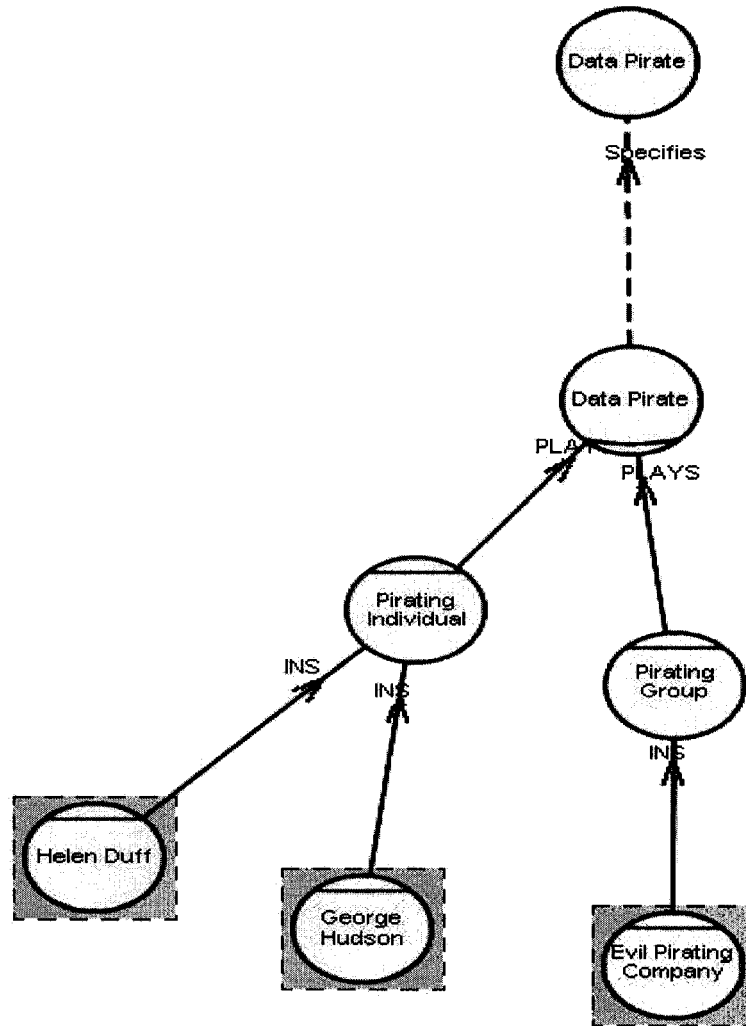 Data Pirate
Specifies
Data Pirate
PLAY
PLAYS
Pirating
Individual
Pirating
Group
INS
INS
INS
Helen Duff
George
Hudson
Evil Pirating
Company